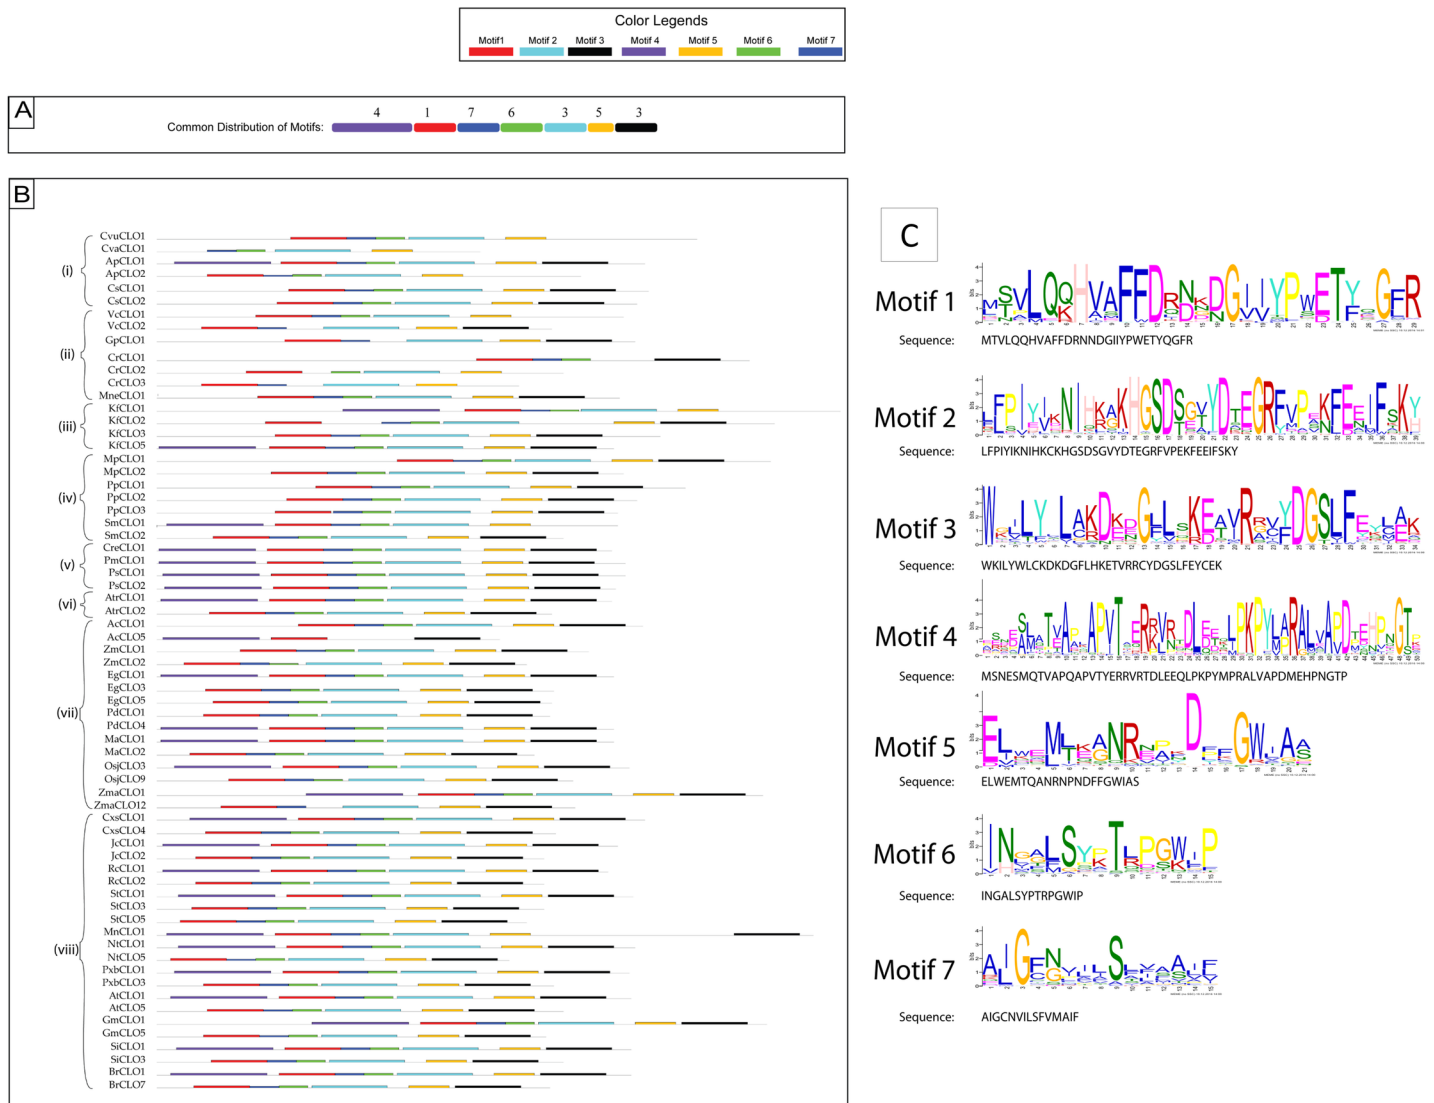 Color Legends
Motif1 Motif 2 Motif 3 Motif 4 Motif 5 Motif 6 Motif 7
A
4 1 7 6 3 5 3
Common Distribution of Motifs:
B
(i)
CvuCLO1
CvaCLO1
ApCLO1
ApCLO2
CsCLO1
CsCLO2
(ii)
VcCLO1
VcCLO2
GpCLO1
CrCLO1
CrCLO2
CrCLO3
MneCLO1
(iii)
KfCLO1
KfCLO2
KfCLO3
KfCLO5
(iv)
MpCLO1
MpCLO2
PpCLO1
PpCLO2
PpCLO3
SmCLO1
SmCLO2
(v)
CreCLO1
PmCLO1
PsCLO1
PsCLO2
(vi)
AtrCLO1
AtrCLO2
(vii)
AcCLO1
AcCLO5
ZmCLO1
ZmCLO2
EgCLO1
EgCLO3
EgCLO5
PdCLO1
PdCLO4
MaCLO1
MaCLO2
OsjCLO3
OsjCLO9
ZmaCLO1
ZmaCLO12
(viii)
CxsCLO1
CxsCLO4
JcCLO1
JcCLO2
RcCLO1
RcCLO2
StCLO1
StCLO3
StCLO5
MnCLO1
NtCLO1
NtCLO5
PxbCLO1
PxbCLO3
AtCLO1
AtCLO5
GmCLO1
GmCLO5
SiCLO1
SiCLO3
BrCLO1
BrCLO7
C
Motif 1
Sequence: MTVLQQHVAFFDRNNDGIIYPWETYQGFR
Motif 2
Sequence: LFPIYIKNIHKCKHGSDSGVYDTEGRFVPEKFEEIFSKY
Motif 3
Sequence: WKILYWLCKDKDGFLHKETVRRCYDGSLFEYCEK
Motif 4
Sequence: MSNESMQTVAPQAPVTYERRVRTDLEEQLPKPYMPRALVAPDMEHPNGTP
Motif 5
Sequence: ELWEMTQANRNPNDFFGWIAS
Motif 6
Sequence: INGALSYPTRPGWIP
Motif 7
Sequence: AIGCNVILSFVMAIF